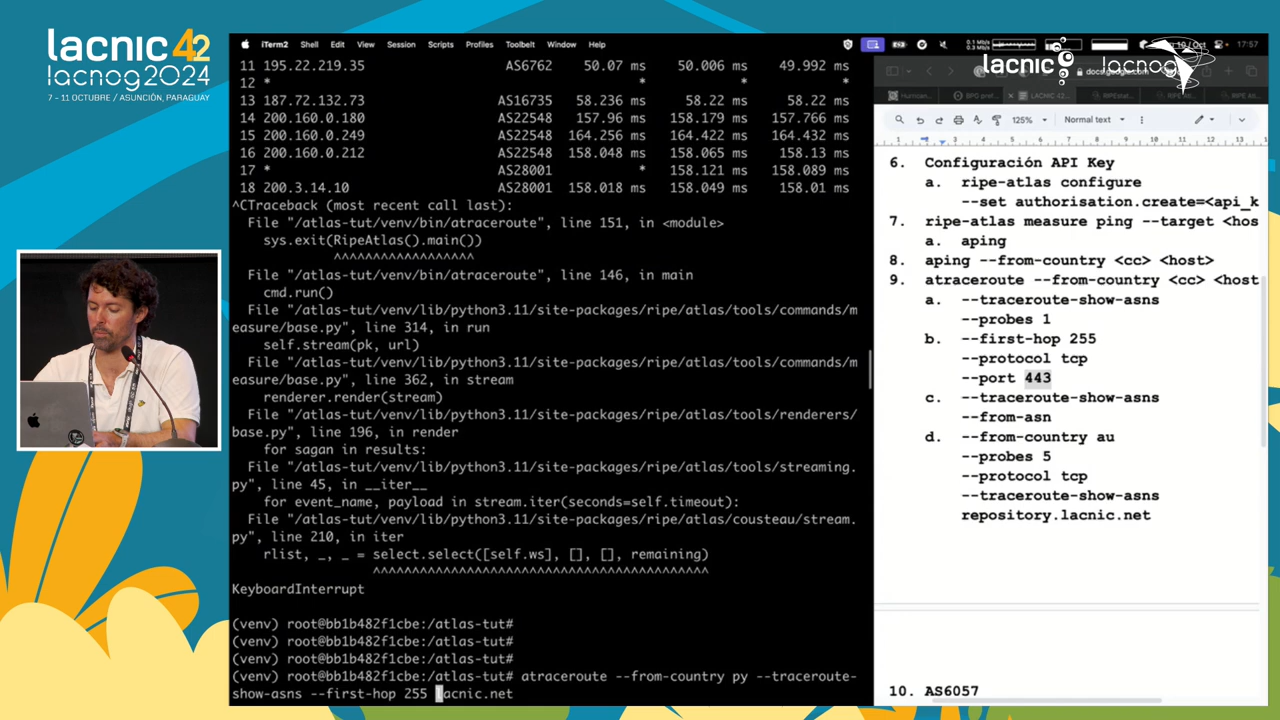 lacnic 42
lacnog2024
7 - 11 OCTUBRE / ASUNCIÓN, PARAGUAY
iTerm2 Shell Edit View Session Scripts Profiles Toolbelt Window Help
17:57
lacnic lacnog
docs.google.com
125% Normal text
11 195.22.219.35 AS6762 50.07 ms 50.006 ms 49.992 ms
12 * * * *
13 187.72.132.73 AS16735 58.236 ms 58.22 ms 58.22 ms
14 200.160.0.180 AS22548 157.96 ms 158.179 ms 157.766 ms
15 200.160.0.249 AS22548 164.256 ms 164.422 ms 164.432 ms
16 200.160.0.212 AS22548 158.048 ms 158.065 ms 158.13 ms
17 * AS28001 * 158.121 ms 158.089 ms
18 200.3.14.10 AS28001 158.018 ms 158.049 ms 158.01 ms
^CTraceback (most recent call last):
File "/atlas-tut/venv/bin/atraceroute", line 151, in <module>
sys.exit(RipeAtlas().main())
^^^^^^^^^^^^^^^^^^
File "/atlas-tut/venv/bin/atraceroute", line 146, in main
cmd.run()
File "/atlas-tut/venv/lib/python3.11/site-packages/ripe/atlas/tools/commands/m
easure/base.py", line 314, in run
self.stream(pk, url)
File "/atlas-tut/venv/lib/python3.11/site-packages/ripe/atlas/tools/commands/m
easure/base.py", line 362, in stream
renderer.render(stream)
File "/atlas-tut/venv/lib/python3.11/site-packages/ripe/atlas/tools/renderers/
base.py", line 196, in render
for sagan in results:
File "/atlas-tut/venv/lib/python3.11/site-packages/ripe/atlas/tools/streaming.
py", line 45, in __iter__
for event_name, payload in stream.iter(seconds=self.timeout):
File "/atlas-tut/venv/lib/python3.11/site-packages/ripe/atlas/cousteau/stream.
py", line 210, in iter
rlist, _, _ = select.select([self.ws], [], [], remaining)
^^^^^^^^^^^^^^^^^^^^^^^^^^^^^^^^^^^^^^^^^^^
KeyboardInterrupt
(venv) root@bb1b482f1cbe:/atlas-tut#
(venv) root@bb1b482f1cbe:/atlas-tut#
(venv) root@bb1b482f1cbe:/atlas-tut#
(venv) root@bb1b482f1cbe:/atlas-tut# atraceroute --from-country py --traceroute-
show-asns --first-hop 255 lacnic.net
6. Configuración API Key
a. ripe-atlas configure
--set authorisation.create=<api_k
7. ripe-atlas measure ping --target <hos
a. aping
8. aping --from-country <cc> <host>
9. atraceroute --from-country <cc> <host
a. --traceroute-show-asns
--probes 1
b. --first-hop 255
--protocol tcp
--port 443
c. --traceroute-show-asns
--from-asn
d. --from-country au
--probes 5
--protocol tcp
--traceroute-show-asns
repository.lacnic.net
10. AS6057